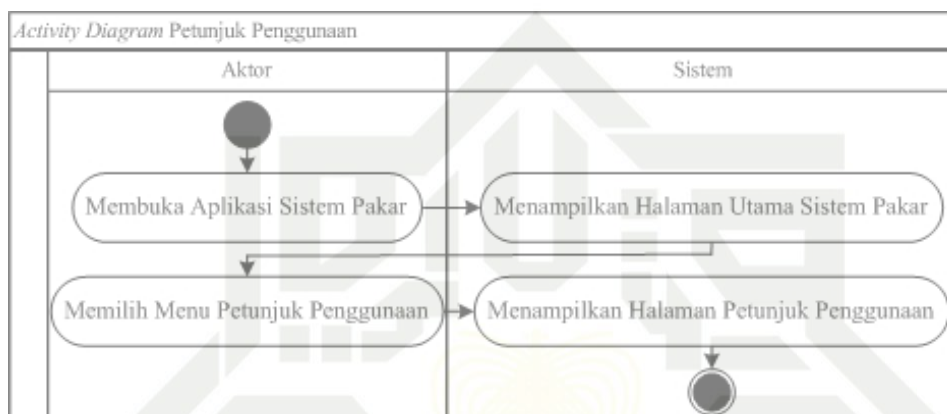 Activity Diagram Petunjuk Penggunaan
Aktor
Sistem
Membuka Aplikasi Sistem Pakar
Menampilkan Halaman Utama Sistem Pakar
Memilih Menu Petunjuk Penggunaan
Menampilkan Halaman Petunjuk Penggunaan